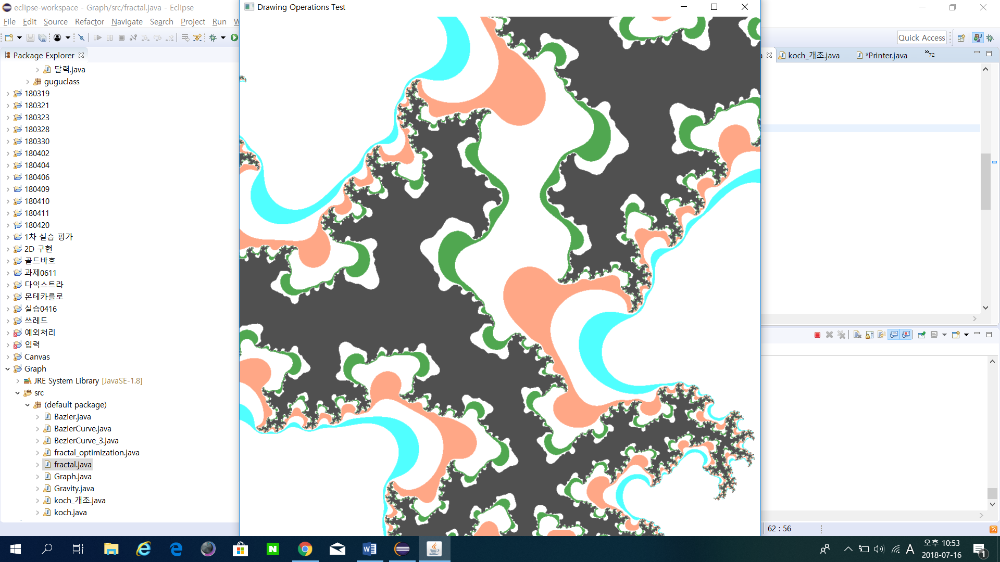 eclipse-workspace - Graph/src/fractal.java - Eclipse
File Edit Source Refactor Navigate Search Project Run W
Drawing Operations Test
Quick Access
Package Explorer
koch_개조.java
*Printer.java
»72
달력.java
guguclass
180319
180321
180323
180328
180330
180402
180404
180406
180409
180410
180411
180420
1차 실습 평가
2D 구현
골드바흐
과제0611
다익스트라
몬테카를로
실습0416
쓰레드
예외처리
입력
Canvas
Graph
JRE System Library [JavaSE-1.8]
src
(default package)
Bazier.java
BazierCurve.java
BezierCurve_3.java
fractal_optimization.java
fractal.java
Graph.java
Gravity.java
koch_개조.java
koch.java
62 : 56
A
오후 10:53
2018-07-16
1